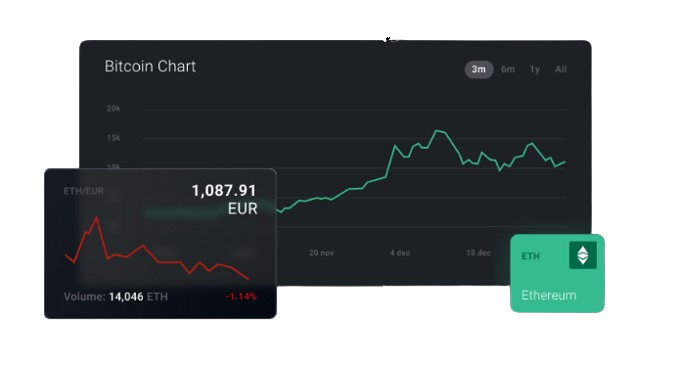 Bitcoin Chart
3m 6m 1y All
20k
15k
10k
ETH/EUR
1,087.91
EUR
20 nov 4 dec 18 dec
Volume: 14,046 ETH
-1.14%
ETH
Ethereum